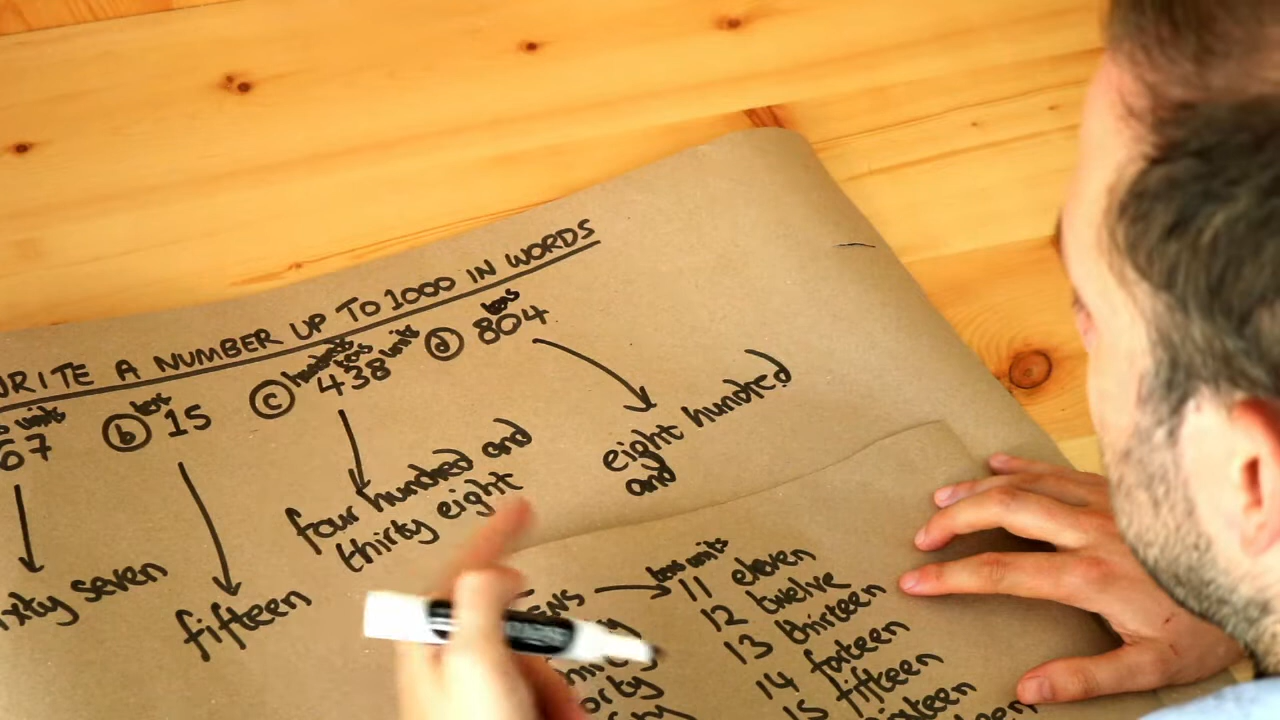 WRITE A NUMBER UP TO 1000 IN WORDS
units
67
b tens
15
c hundreds tens units
438
d tens
804
sixty seven
fifteen
four hundred and
thirty eight
eight hundred
and
tens units
11 eleven
12 twelve
13 thirteen
14 forteen
15 fifteen